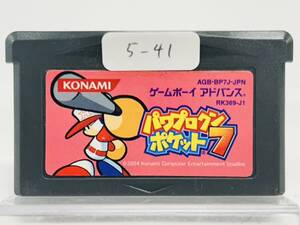 5-41
KONAMI
AGB-BP7J-JPN
ゲームボーイ アドバンス
RK369-J1
パワプロクン
ポケット7
©2004 Konami Computer Entertainment Studios